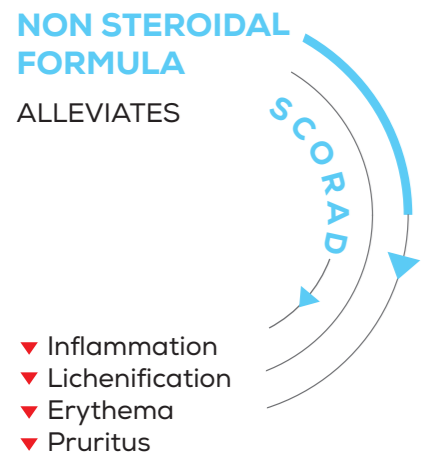 NON STEROIDAL
FORMULA
ALLEVIATES
SCORAD
Inflammation
Lichenification
Erythema
Pruritus